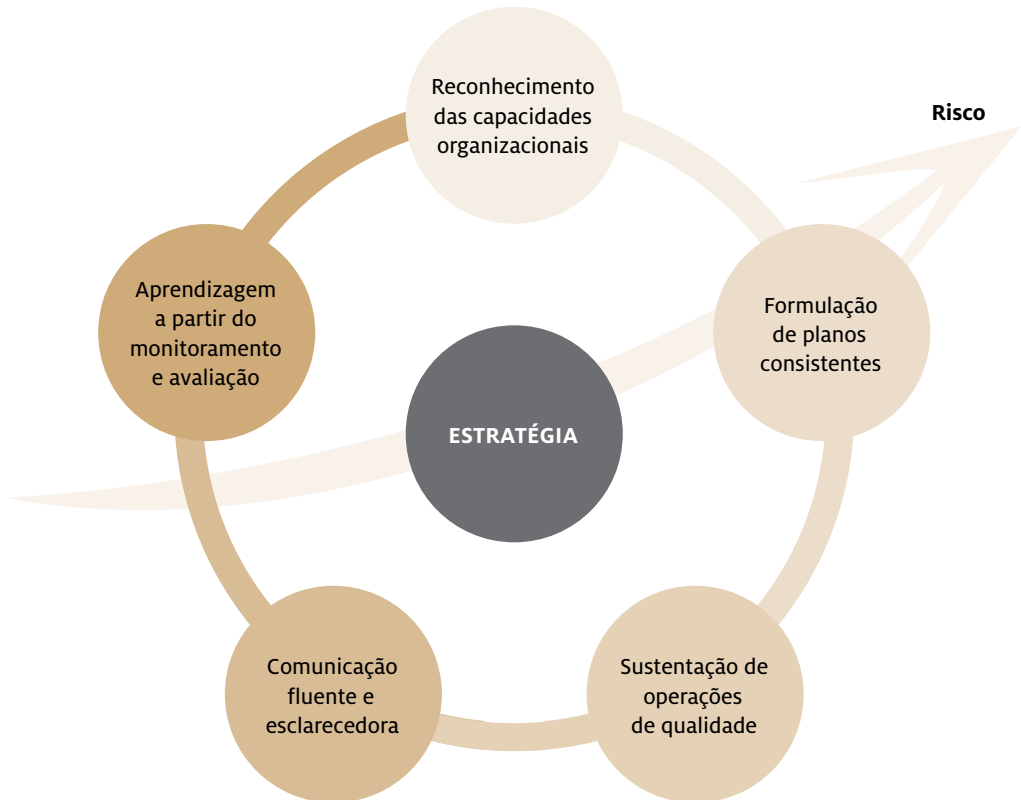 Reconhecimento
das capacidades
organizacionais
Risco
Formulação
de planos
consistentes
Aprendizagem
a partir do
monitoramento
e avaliação
ESTRATÉGIA
Sustentação de
operações
de qualidade
Comunicação
fluente e
esclarecedora